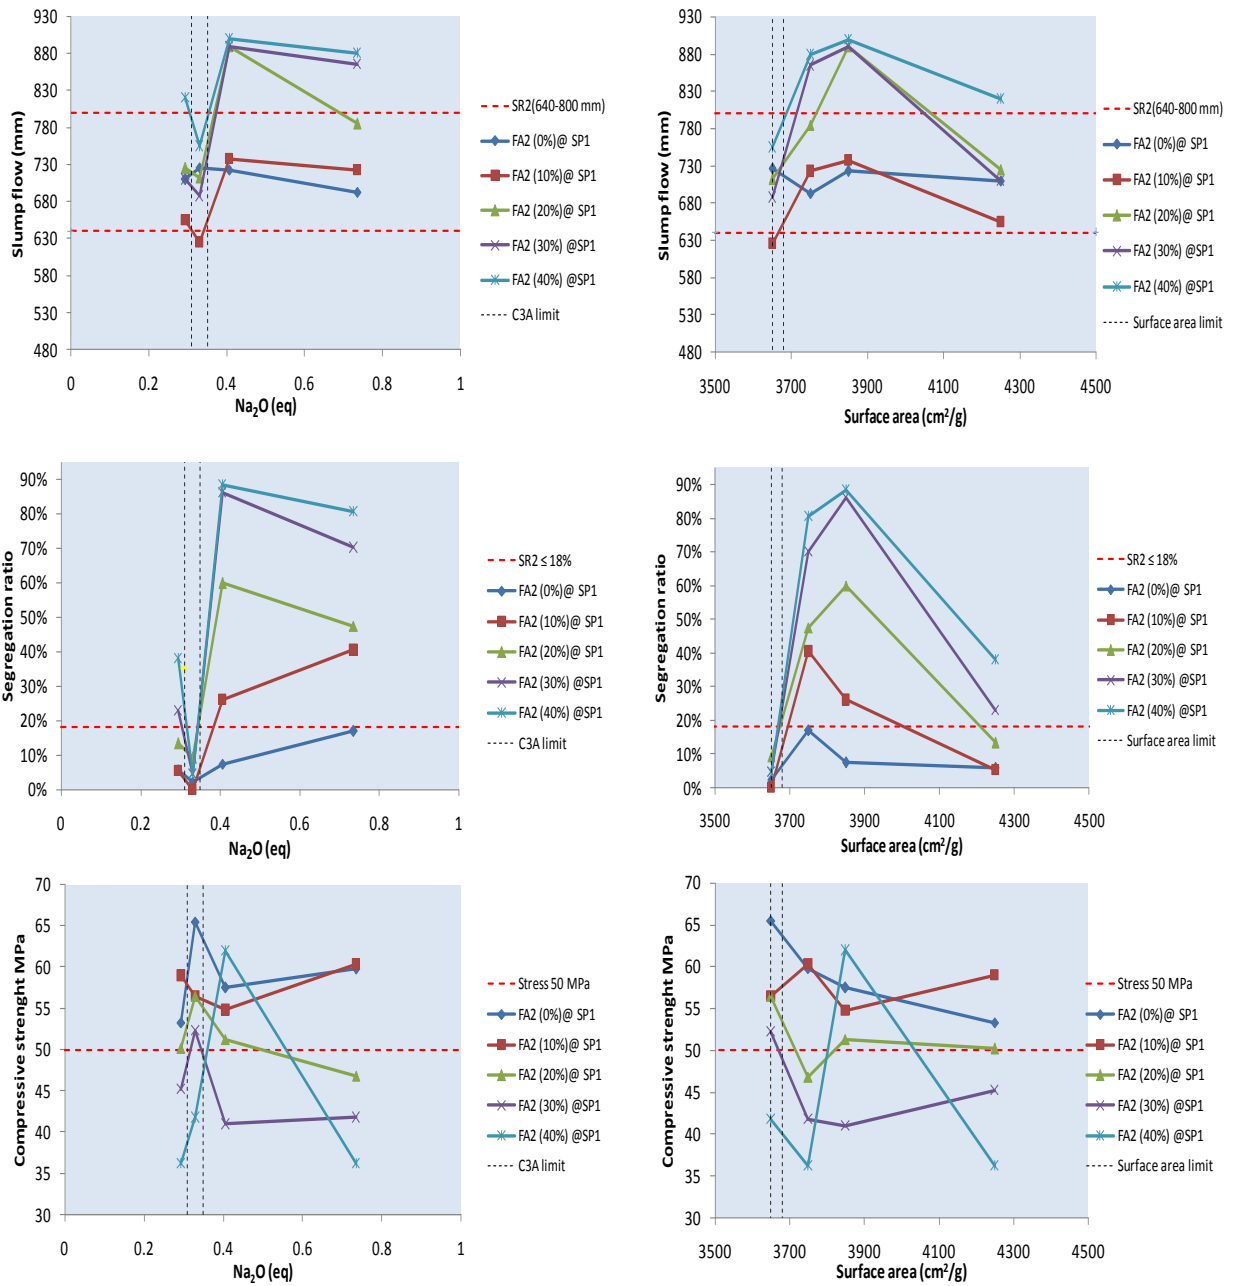 930
880
830
780
730
680
630
580
530
480
0
0.2
0.4
0.6
0.8
1
Slump flow (mm)
Na₂O (eq)
SR2(640-800 mm)
FA2 (0%)@ SP1
FA2 (10%)@ SP1
FA2 (20%)@ SP1
FA2 (30%) @SP1
FA2 (40%) @SP1
C3A limit
930
880
830
780
730
680
630
580
530
480
3500
3700
3900
4100
4300
4500
Slump flow (mm)
Surface area (cm²/g)
SR2(640-800 mm)
FA2 (0%)@ SP1
FA2 (10%)@ SP1
FA2 (20%)@ SP1
FA2 (30%) @SP1
FA2 (40%) @SP1
Surface area limit
90%
80%
70%
60%
50%
40%
30%
20%
10%
0%
0
0.2
0.4
0.6
0.8
1
Segregation ratio
Na₂O (eq)
SR2 ≤ 18%
FA2 (0%)@ SP1
FA2 (10%)@ SP1
FA2 (20%)@ SP1
FA2 (30%) @SP1
FA2 (40%) @SP1
C3A limit
90%
80%
70%
60%
50%
40%
30%
20%
10%
0%
3500
3700
3900
4100
4300
4500
Segregation ratio
Surface area (cm²/g)
SR2 ≤ 18%
FA2 (0%)@ SP1
FA2 (10%)@ SP1
FA2 (20%)@ SP1
FA2 (30%) @SP1
FA2 (40%) @SP1
Surface area limit
70
65
60
55
50
45
40
35
30
0
0.2
0.4
0.6
0.8
1
Compressive strenght MPa
Na₂O (eq)
Stress 50 MPa
FA2 (0%)@ SP1
FA2 (10%)@ SP1
FA2 (20%)@ SP1
FA2 (30%) @SP1
FA2 (40%) @SP1
C3A limit
70
65
60
55
50
45
40
35
30
3500
3700
3900
4100
4300
4500
Compressive strenght MPa
Surface area (cm²/g)
Stress 50 MPa
FA2 (0%)@ SP1
FA2 (10%)@ SP1
FA2 (20%)@ SP1
FA2 (30%) @SP1
FA2 (40%) @SP1
Surface area limit